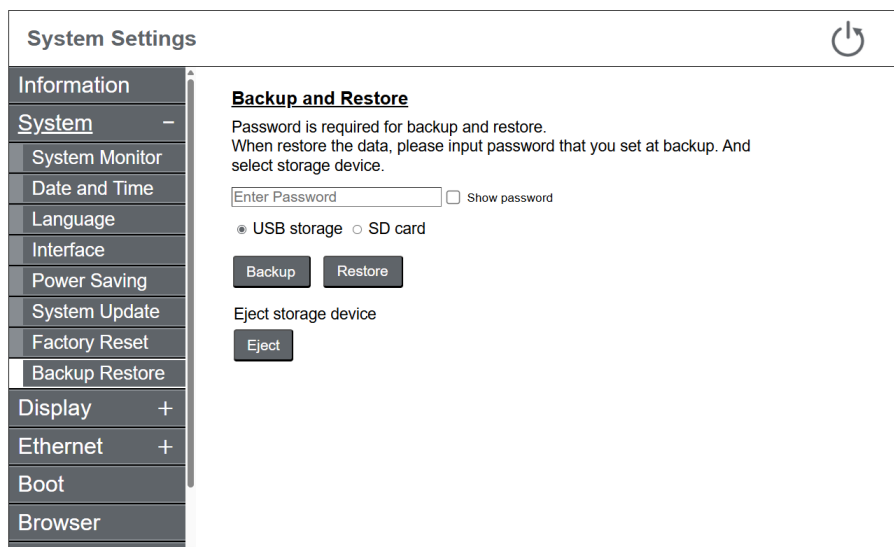 System Settings
Information
System −
System Monitor
Date and Time
Language
Interface
Power Saving
System Update
Factory Reset
Backup Restore
Display +
Ethernet +
Boot
Browser
Backup and Restore
Password is required for backup and restore.
When restore the data, please input password that you set at backup. And
select storage device.
Enter Password Show password
USB storage SD card
Backup Restore
Eject storage device
Eject